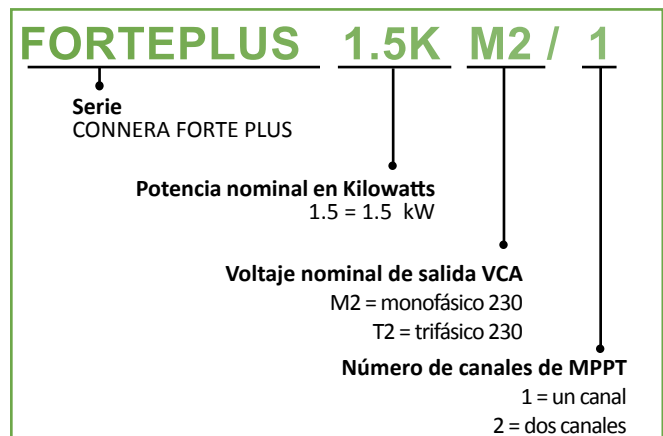 FORTEPLUS 1.5K M2 / 1
Serie
CONNERA FORTE PLUS
Potencia nominal en Kilowatts
1.5 = 1.5 kW
Voltaje nominal de salida VCA
M2 = monofásico 230
T2 = trifásico 230
Número de canales de MPPT
1 = un canal
2 = dos canales